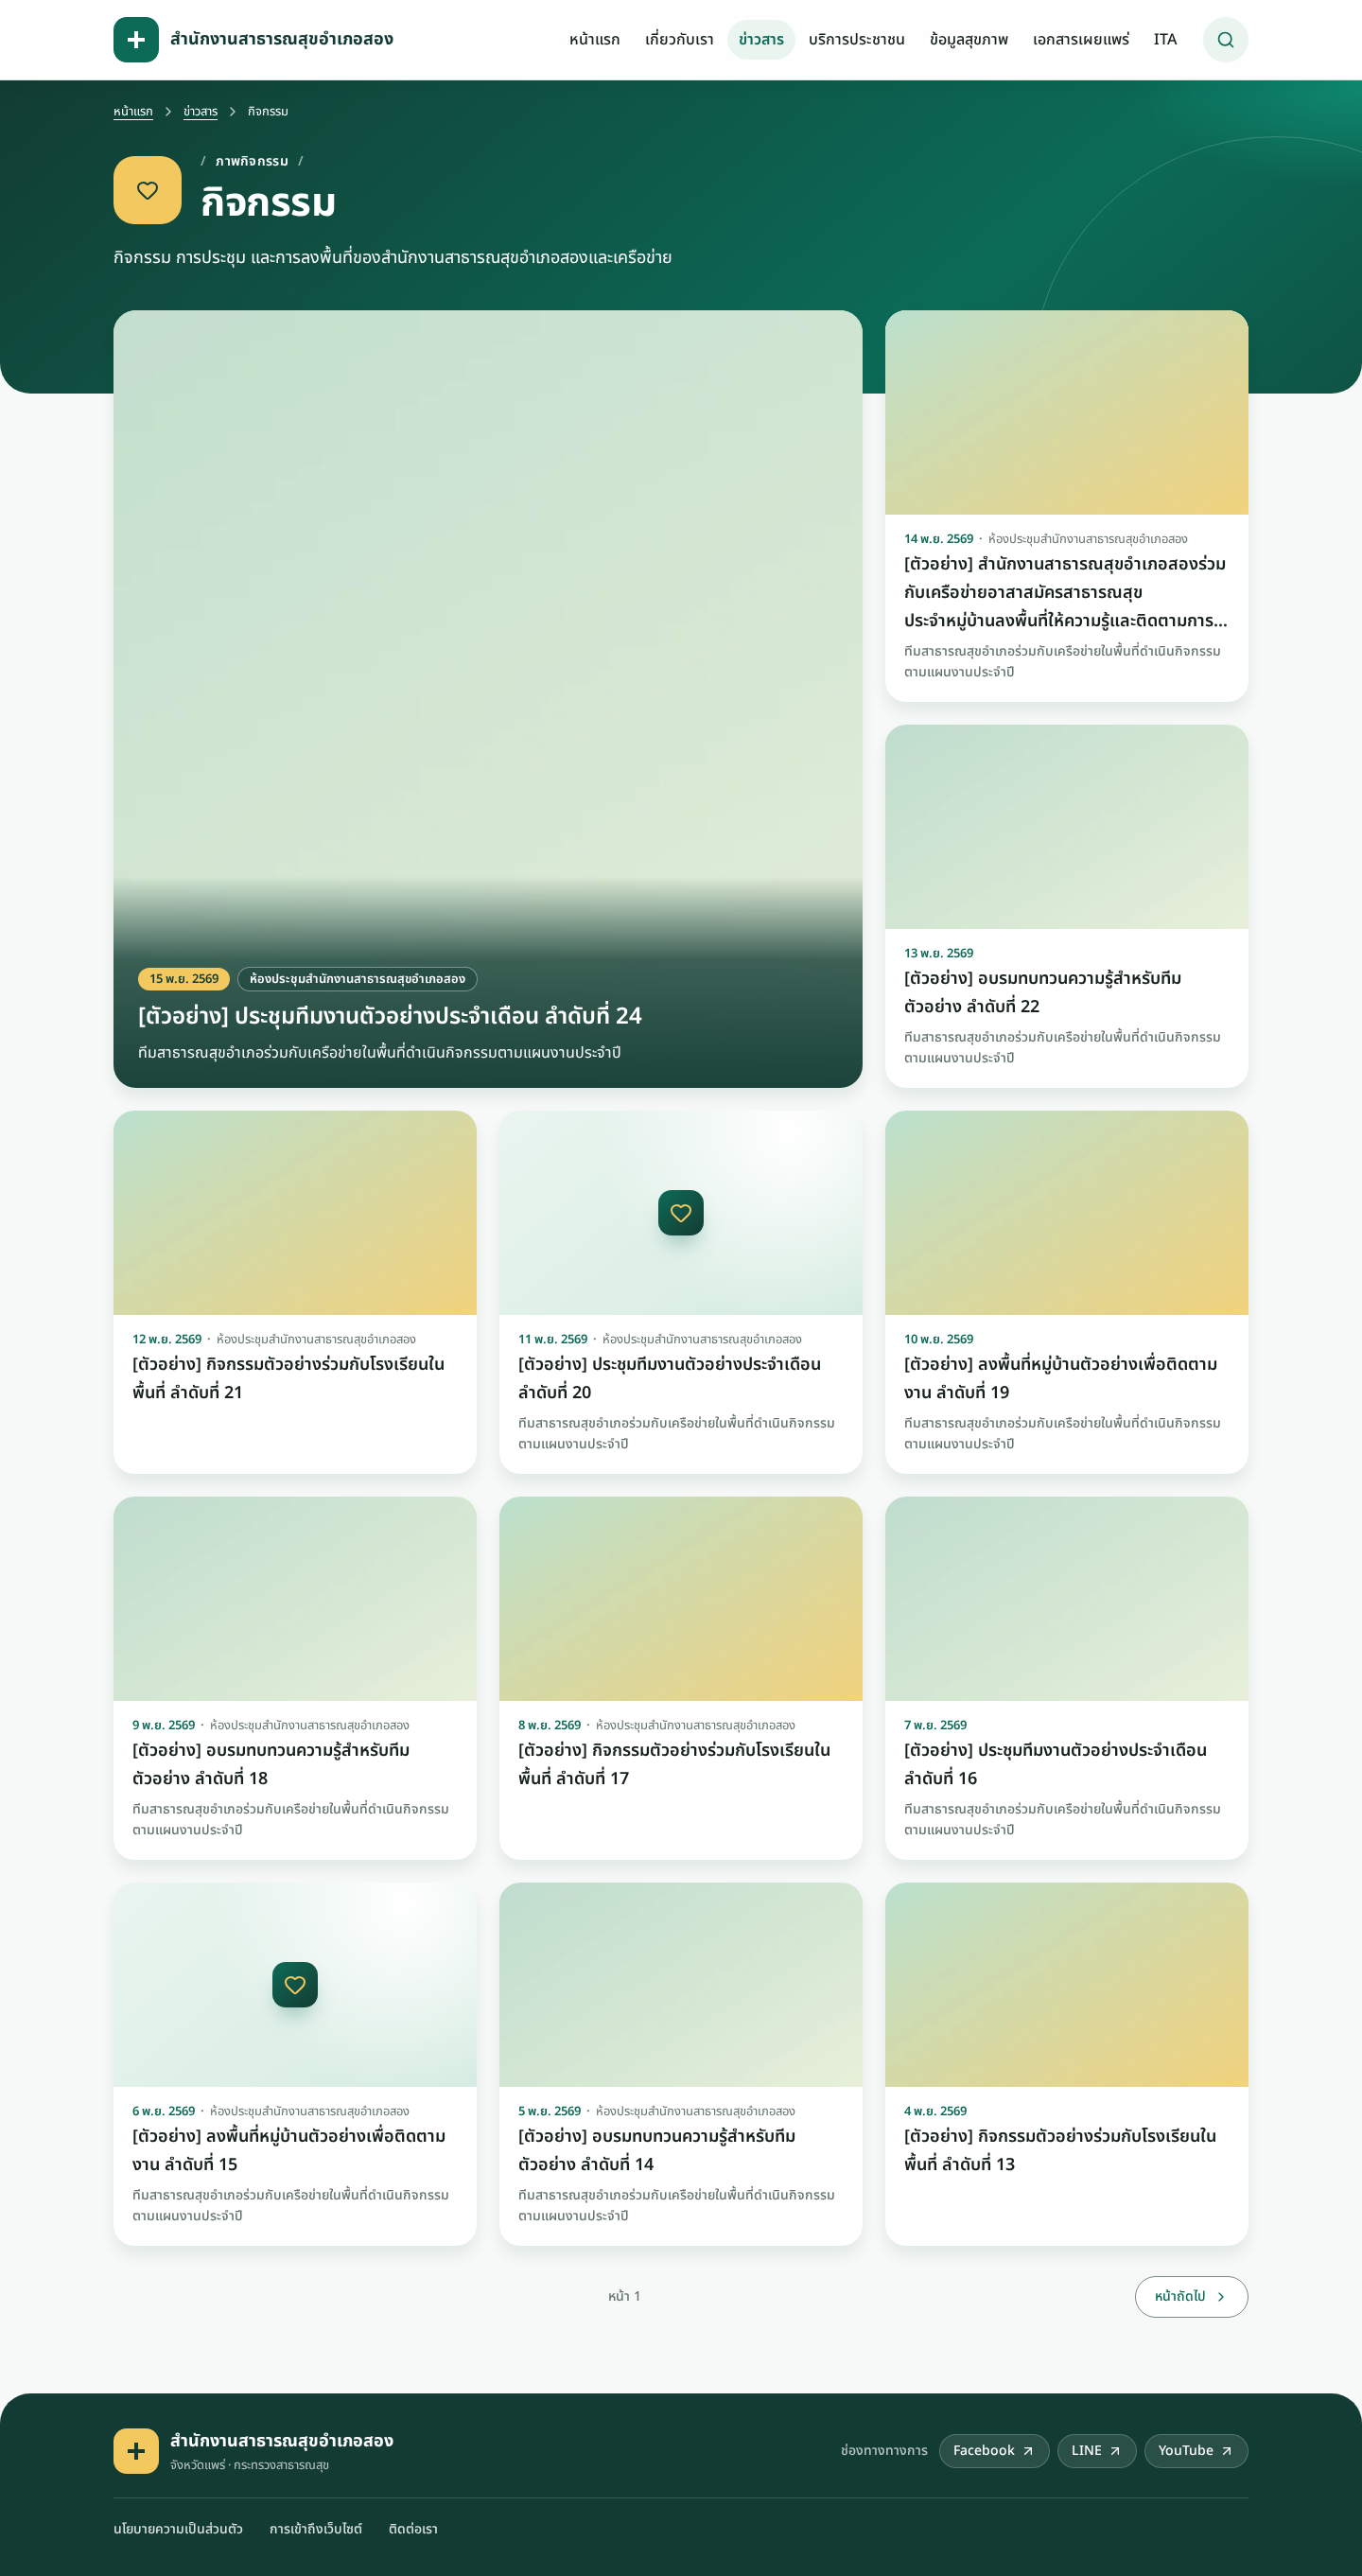 สำนักงานสาธารณสุขอำเภอสอง
หน้าแรก
เกี่ยวกับเรา
ข่าวสาร
บริการประชาชน
ข้อมูลสุขภาพ
เอกสารเผยแพร่
ITA
หน้าแรก > ข่าวสาร > กิจกรรม
/ ภาพกิจกรรม /
กิจกรรม
กิจกรรม การประชุม และการลงพื้นที่ของสำนักงานสาธารณสุขอำเภอสองและเครือข่าย
15 พ.ย. 2569 ห้องประชุมสำนักงานสาธารณสุขอำเภอสอง
[ตัวอย่าง] ประชุมทีมงานตัวอย่างประจำเดือน ลำดับที่ 24
ทีมสาธารณสุขอำเภอร่วมกับเครือข่ายในพื้นที่ดำเนินกิจกรรมตามแผนงานประจำปี
14 พ.ย. 2569 · ห้องประชุมสำนักงานสาธารณสุขอำเภอสอง
[ตัวอย่าง] สำนักงานสาธารณสุขอำเภอสองร่วม
กับเครือข่ายอาสาสมัครสาธารณสุข
ประจำหมู่บ้านลงพื้นที่ให้ความรู้และติดตามการ...
ทีมสาธารณสุขอำเภอร่วมกับเครือข่ายในพื้นที่ดำเนินกิจกรรม
ตามแผนงานประจำปี
13 พ.ย. 2569
[ตัวอย่าง] อบรมทบทวนความรู้สำหรับทีม
ตัวอย่าง ลำดับที่ 22
ทีมสาธารณสุขอำเภอร่วมกับเครือข่ายในพื้นที่ดำเนินกิจกรรม
ตามแผนงานประจำปี
12 พ.ย. 2569 · ห้องประชุมสำนักงานสาธารณสุขอำเภอสอง
[ตัวอย่าง] กิจกรรมตัวอย่างร่วมกับโรงเรียนใน
พื้นที่ ลำดับที่ 21
11 พ.ย. 2569 · ห้องประชุมสำนักงานสาธารณสุขอำเภอสอง
[ตัวอย่าง] ประชุมทีมงานตัวอย่างประจำเดือน
ลำดับที่ 20
ทีมสาธารณสุขอำเภอร่วมกับเครือข่ายในพื้นที่ดำเนินกิจกรรม
ตามแผนงานประจำปี
10 พ.ย. 2569
[ตัวอย่าง] ลงพื้นที่หมู่บ้านตัวอย่างเพื่อติดตาม
งาน ลำดับที่ 19
ทีมสาธารณสุขอำเภอร่วมกับเครือข่ายในพื้นที่ดำเนินกิจกรรม
ตามแผนงานประจำปี
9 พ.ย. 2569 · ห้องประชุมสำนักงานสาธารณสุขอำเภอสอง
[ตัวอย่าง] อบรมทบทวนความรู้สำหรับทีม
ตัวอย่าง ลำดับที่ 18
ทีมสาธารณสุขอำเภอร่วมกับเครือข่ายในพื้นที่ดำเนินกิจกรรม
ตามแผนงานประจำปี
8 พ.ย. 2569 · ห้องประชุมสำนักงานสาธารณสุขอำเภอสอง
[ตัวอย่าง] กิจกรรมตัวอย่างร่วมกับโรงเรียนใน
พื้นที่ ลำดับที่ 17
7 พ.ย. 2569
[ตัวอย่าง] ประชุมทีมงานตัวอย่างประจำเดือน
ลำดับที่ 16
ทีมสาธารณสุขอำเภอร่วมกับเครือข่ายในพื้นที่ดำเนินกิจกรรม
ตามแผนงานประจำปี
6 พ.ย. 2569 · ห้องประชุมสำนักงานสาธารณสุขอำเภอสอง
[ตัวอย่าง] ลงพื้นที่หมู่บ้านตัวอย่างเพื่อติดตาม
งาน ลำดับที่ 15
ทีมสาธารณสุขอำเภอร่วมกับเครือข่ายในพื้นที่ดำเนินกิจกรรม
ตามแผนงานประจำปี
5 พ.ย. 2569 · ห้องประชุมสำนักงานสาธารณสุขอำเภอสอง
[ตัวอย่าง] อบรมทบทวนความรู้สำหรับทีม
ตัวอย่าง ลำดับที่ 14
ทีมสาธารณสุขอำเภอร่วมกับเครือข่ายในพื้นที่ดำเนินกิจกรรม
ตามแผนงานประจำปี
4 พ.ย. 2569
[ตัวอย่าง] กิจกรรมตัวอย่างร่วมกับโรงเรียนใน
พื้นที่ ลำดับที่ 13
หน้า 1
หน้าถัดไป
สำนักงานสาธารณสุขอำเภอสอง
จังหวัดแพร่ · กระทรวงสาธารณสุข
ช่องทางทางการ
Facebook
LINE
YouTube
นโยบายความเป็นส่วนตัว
การเข้าถึงเว็บไซต์
ติดต่อเรา